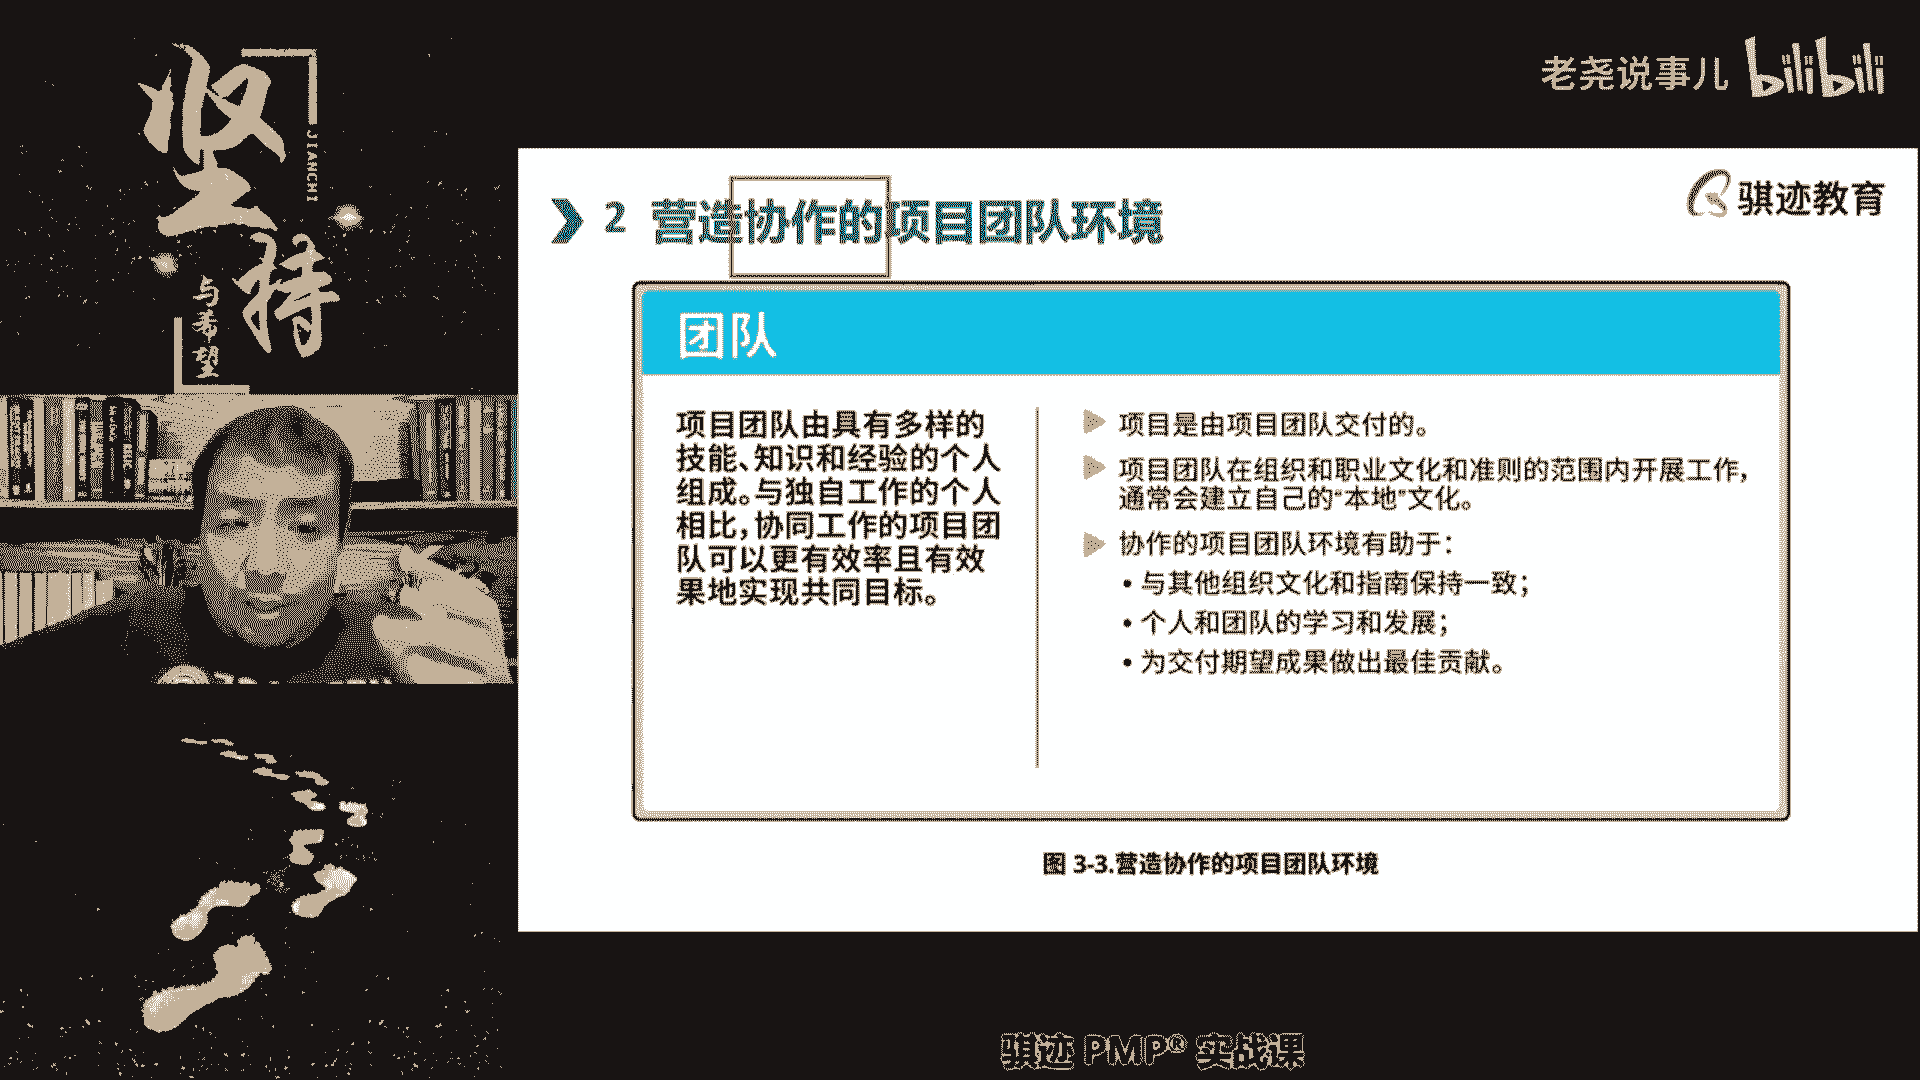 坚持
JIANCHI
与希望
老尧说事儿 bilibili
骐迹教育
2 营造协作的项目团队环境
团队
项目团队由具有多样的
技能、知识和经验的个人
组成。与独自工作的个人
相比，协同工作的项目团
队可以更有效率且有效
果地实现共同目标。
项目是由项目团队交付的。
项目团队在组织和职业文化和准则的范围内开展工作，
通常会建立自己的“本地”文化。
协作的项目团队环境有助于：
• 与其他组织文化和指南保持一致；
• 个人和团队的学习和发展；
• 为交付期望成果做出最佳贡献。
图 3-3.营造协作的项目团队环境
骐迹 PMP® 实战课